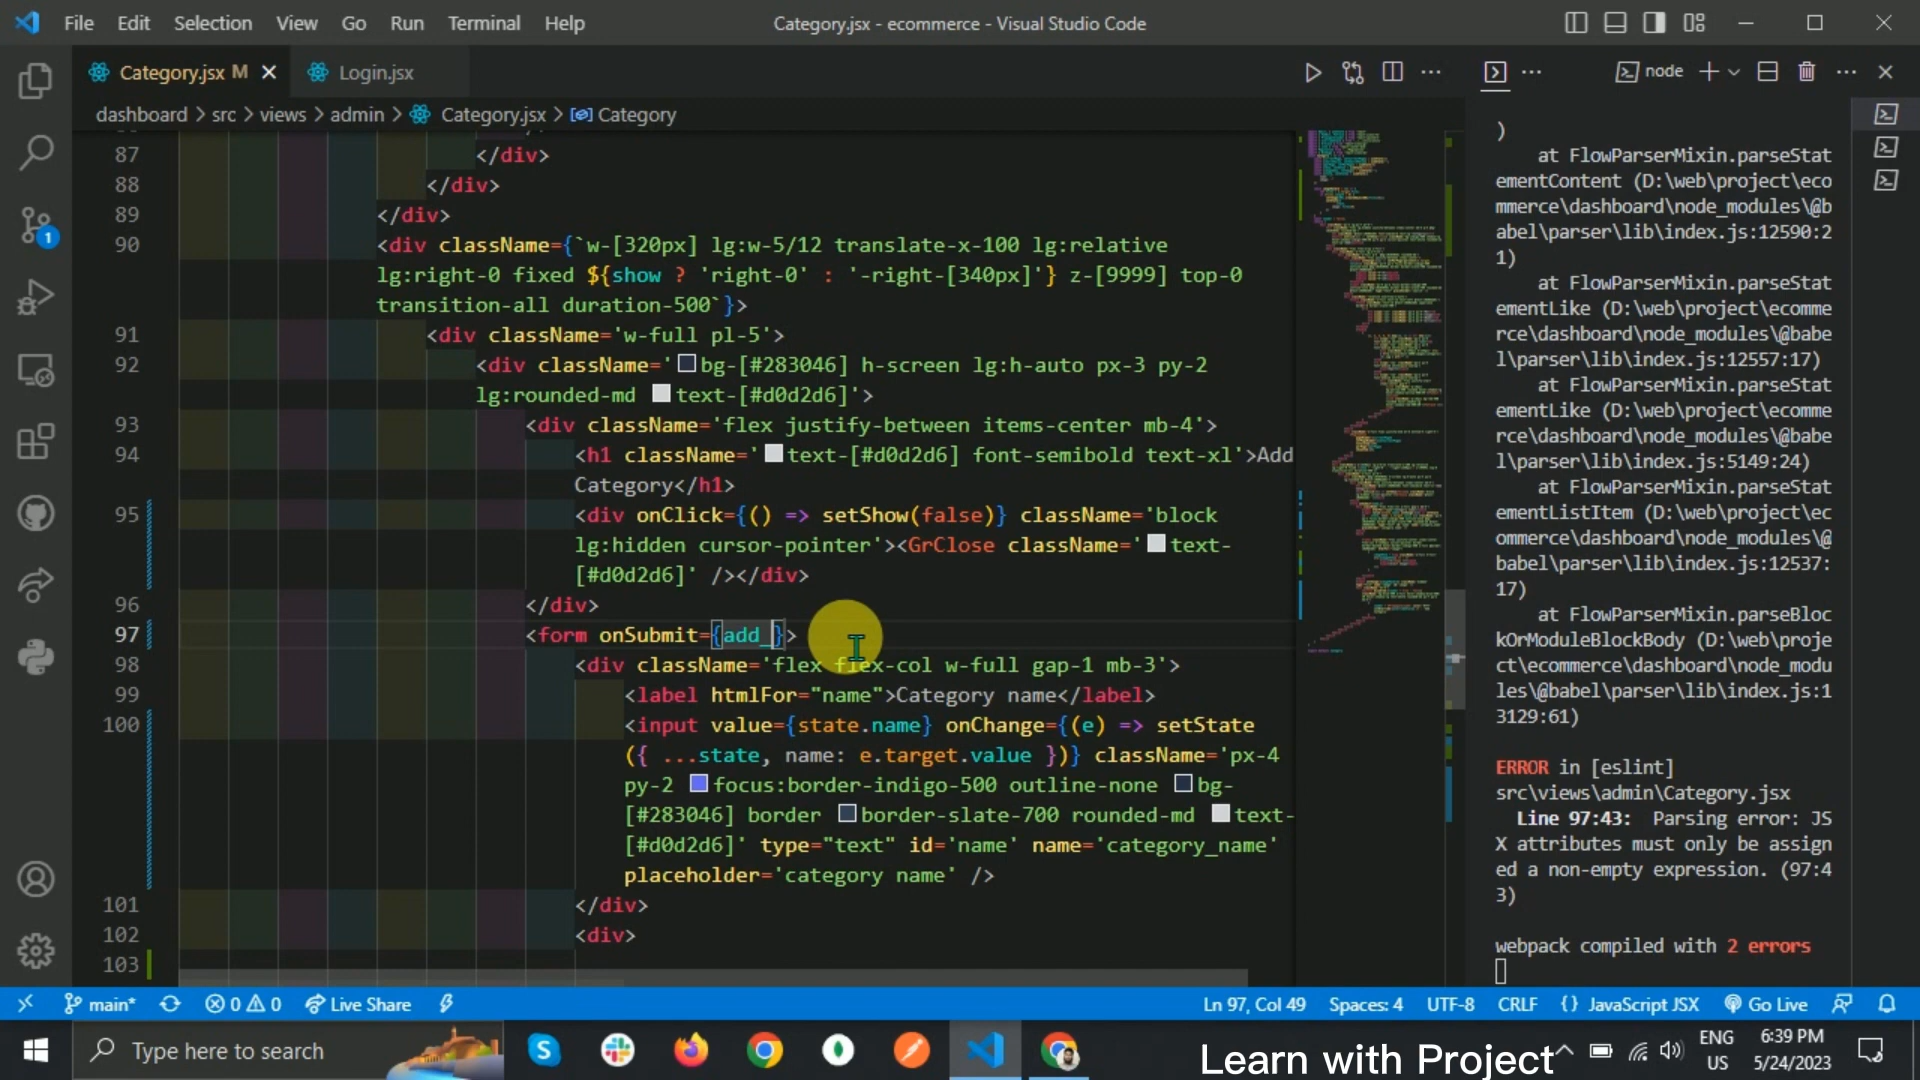 File Edit Selection View Go Run Terminal Help
Category.jsx - ecommerce - Visual Studio Code
Category.jsx M
Login.jsx
node
dashboard > src > views > admin > Category.jsx > Category
87 </div>
88 </div>
89 </div>
90 <div className={`w-[320px] lg:w-5/12 translate-x-100 lg:relative
lg:right-0 fixed ${show ? 'right-0' : '-right-[340px]'} z-[9999] top-0
transition-all duration-500`}>
91 <div className='w-full pl-5'>
92 <div className='bg-[#283046] h-screen lg:h-auto px-3 py-2
lg:rounded-md text-[#d0d2d6]'>
93 <div className='flex justify-between items-center mb-4'>
94 <h1 className='text-[#d0d2d6] font-semibold text-xl'>Add
Category</h1>
95 <div onClick={() => setShow(false)} className='block
lg:hidden cursor-pointer'><GrClose className='text-
[#d0d2d6]' /></div>
96 </div>
97 <form onSubmit={add_}>
98 <div className='flex flex-col w-full gap-1 mb-3'>
99 <label htmlFor="name">Category name</label>
100 <input value={state.name} onChange={(e) => setState
({ ...state, name: e.target.value })} className='px-4
py-2 focus:border-indigo-500 outline-none bg-
[#283046] border border-slate-700 rounded-md text-
[#d0d2d6]' type="text" id='name' name='category_name'
placeholder='category name' />
101 </div>
102 <div>
103
)
at FlowParserMixin.parseStat
ementContent (D:\web\project\eco
mmerce\dashboard\node_modules\@b
abel\parser\lib\index.js:12590:2
1)
at FlowParserMixin.parseStat
ementLike (D:\web\project\ecomme
rce\dashboard\node_modules\@babe
l\parser\lib\index.js:12557:17)
at FlowParserMixin.parseStat
ementLike (D:\web\project\ecomme
rce\dashboard\node_modules\@babe
l\parser\lib\index.js:5149:24)
at FlowParserMixin.parseStat
ementListItem (D:\web\project\ec
ommerce\dashboard\node_modules\@
babel\parser\lib\index.js:12537:
17)
at FlowParserMixin.parseBloc
kOrModuleBlockBody (D:\web\proje
ct\ecommerce\dashboard\node_modu
les\@babel\parser\lib\index.js:1
3129:61)
ERROR in [eslint]
src\views\admin\Category.jsx
Line 97:43: Parsing error: JS
X attributes must only be assign
ed a non-empty expression. (97:4
3)
webpack compiled with 2 errors
1
main* 0 0 Live Share Ln 97, Col 49 Spaces: 4 UTF-8 CRLF {} JavaScript JSX Go Live
Type here to search
Learn with Project
ENG
US
6:39 PM
5/24/2023